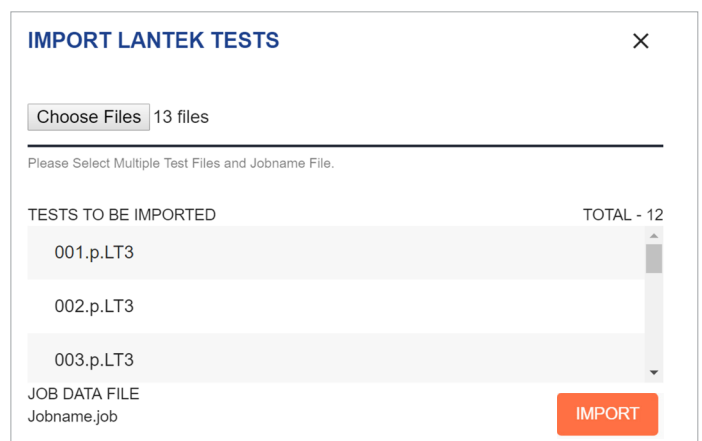 IMPORT LANTEK TESTS
Choose Files 13 files
Please Select Multiple Test Files and Jobname File.
TESTS TO BE IMPORTED TOTAL - 12
001.p.LT3
002.p.LT3
003.p.LT3
JOB DATA FILE
Jobname.job
IMPORT